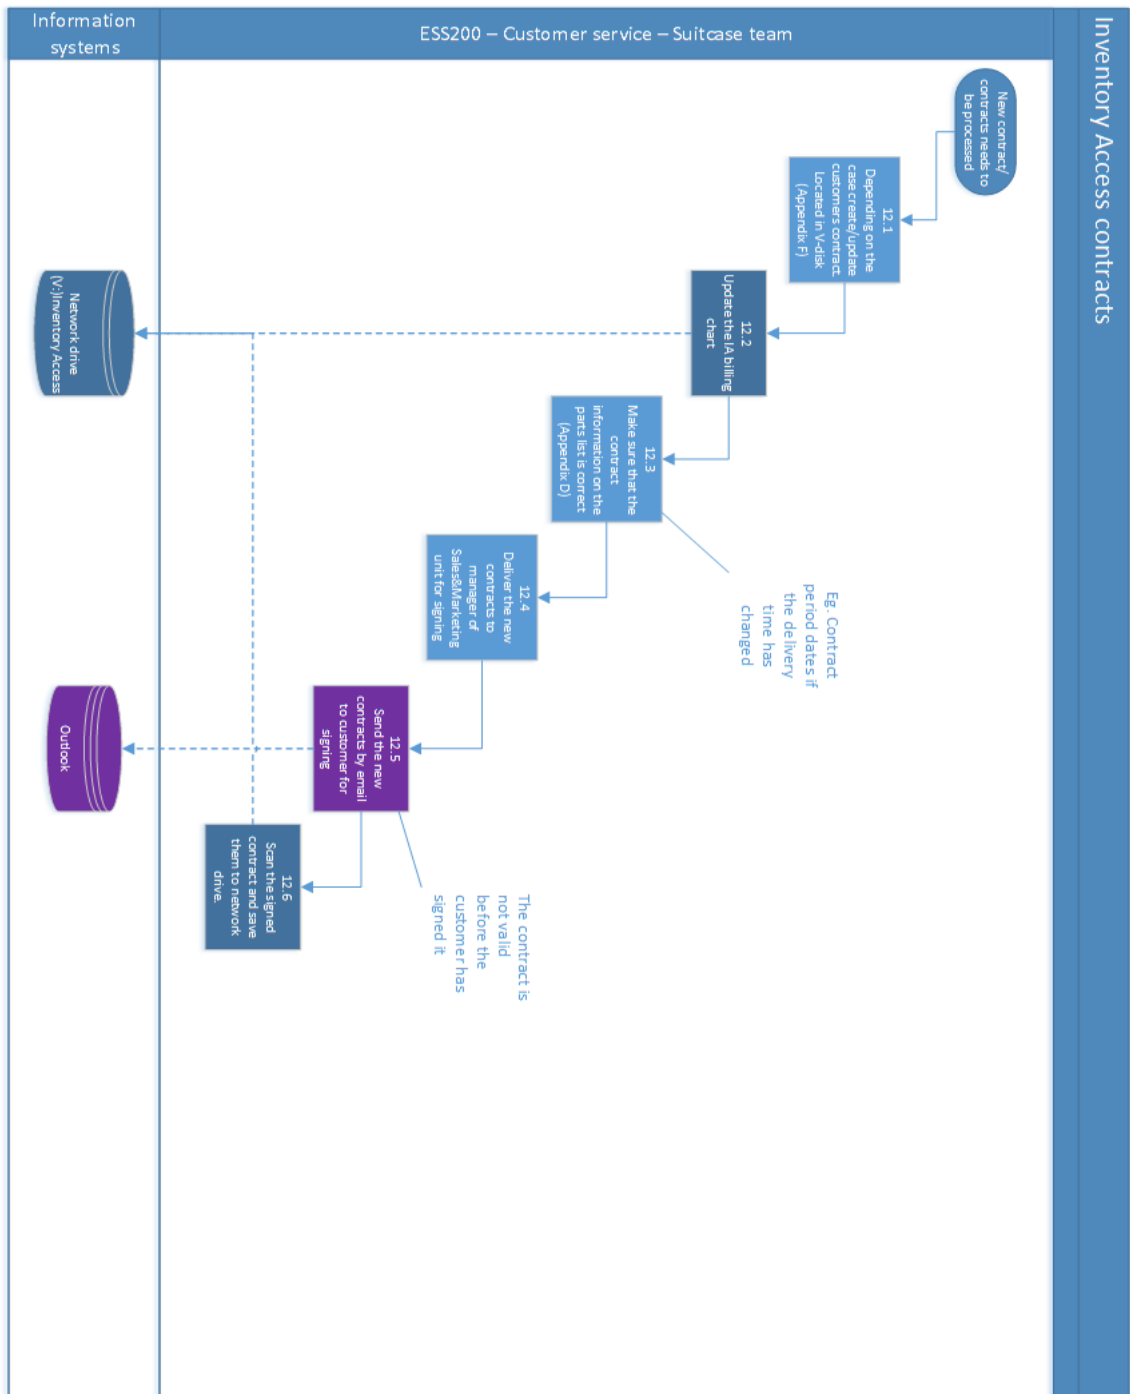 Inventory Access contracts
Information
systems
ESS200 – Customer service – Suitcase team
New contract/
contracts needs to
be processed
12.1
Depending on the
case create/update
customers contract.
Located in V-disk
(Appendix F)
12.2
Update the IA billing
chart
12.3
Make sure that the
contract
information on the
parts list is correct
(Appendix D)
Eg. Contract
period dates if
the delivery
time has
changed
12.4
Deliver the new
contracts to
manager of
Sales&Marketing
unit for signing
12.5
Send the new
contracts by email
to customer for
signing
The contract is
not valid
before the
customer has
signed it
12.6
Scan the signed
contract and save
them to network
drive.
Network drive
(V:)Inventory Access
Outlook